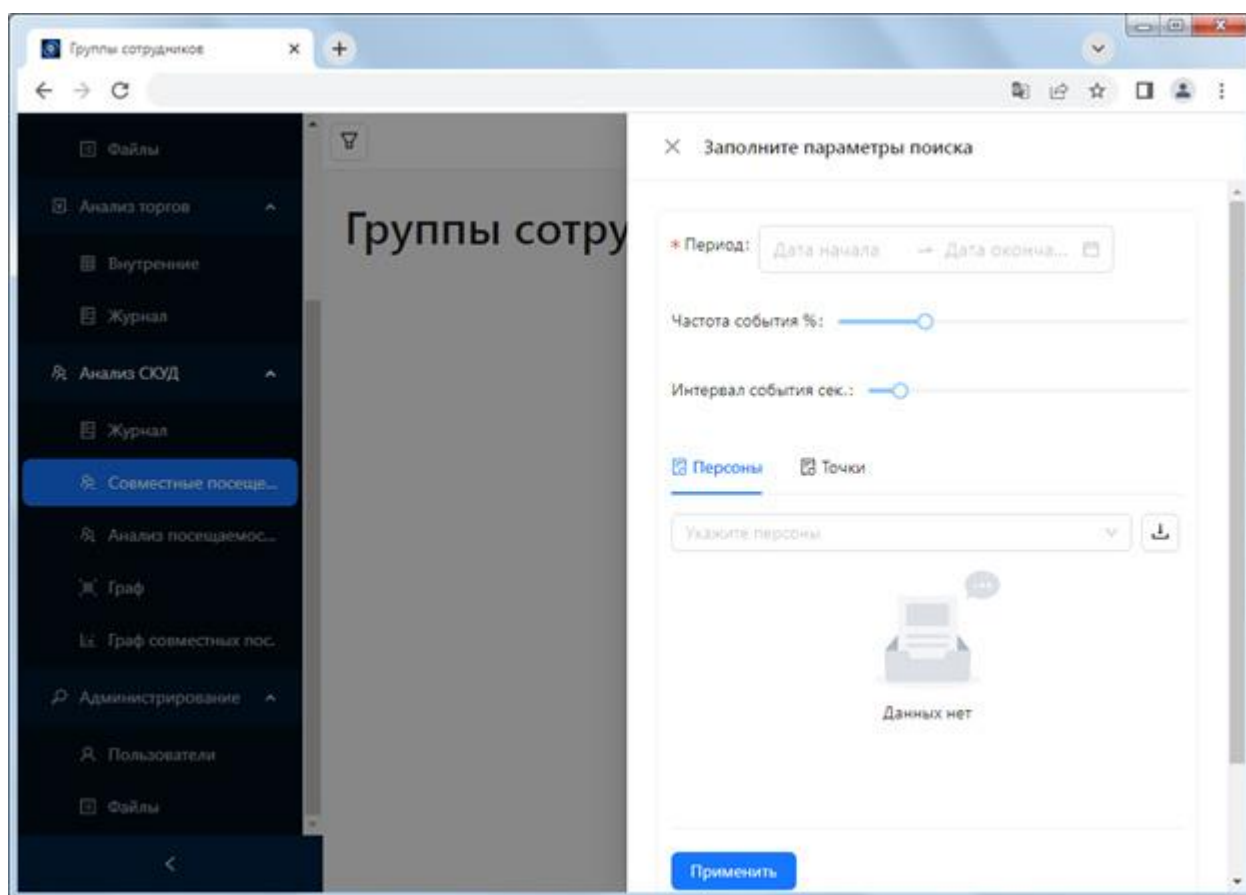 Группы сотрудников
Файлы
Анализ торгов
Внутренние
Журнал
Анализ СКУД
Журнал
Совместные посеще...
Анализ посещаемос...
Граф
Граф совместных пос.
Администрирование
Пользователи
Файлы
Группы сотру
Заполните параметры поиска
* Период: Дата начала → Дата оконча...
Частота события %:
Интервал события сек.:
Персоны Точки
Укажите персоны
Данных нет
Применить